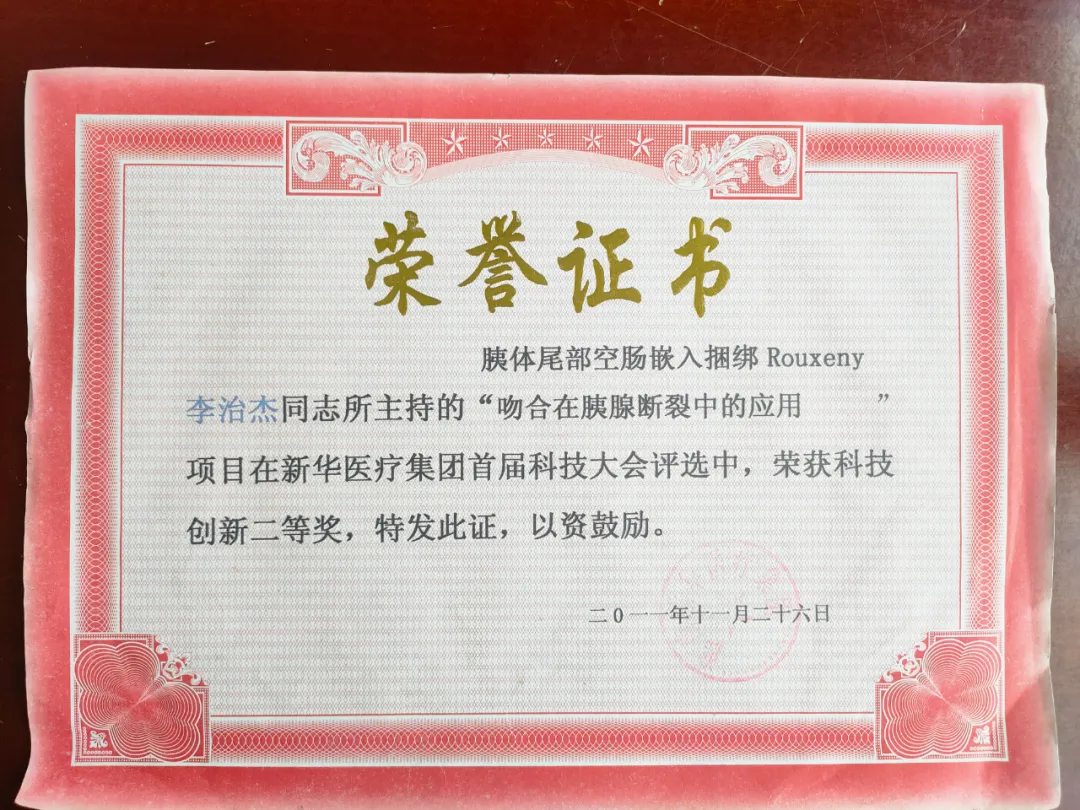 荣誉证书
胰体尾部空肠嵌入捆绑 Rouxeny
李治杰同志所主持的“吻合在胰腺断裂中的应用”
项目在新华医疗集团首届科技大会评选中，荣获科技
创新二等奖，特发此证，以资鼓励。
二0一一年十一月二十六日